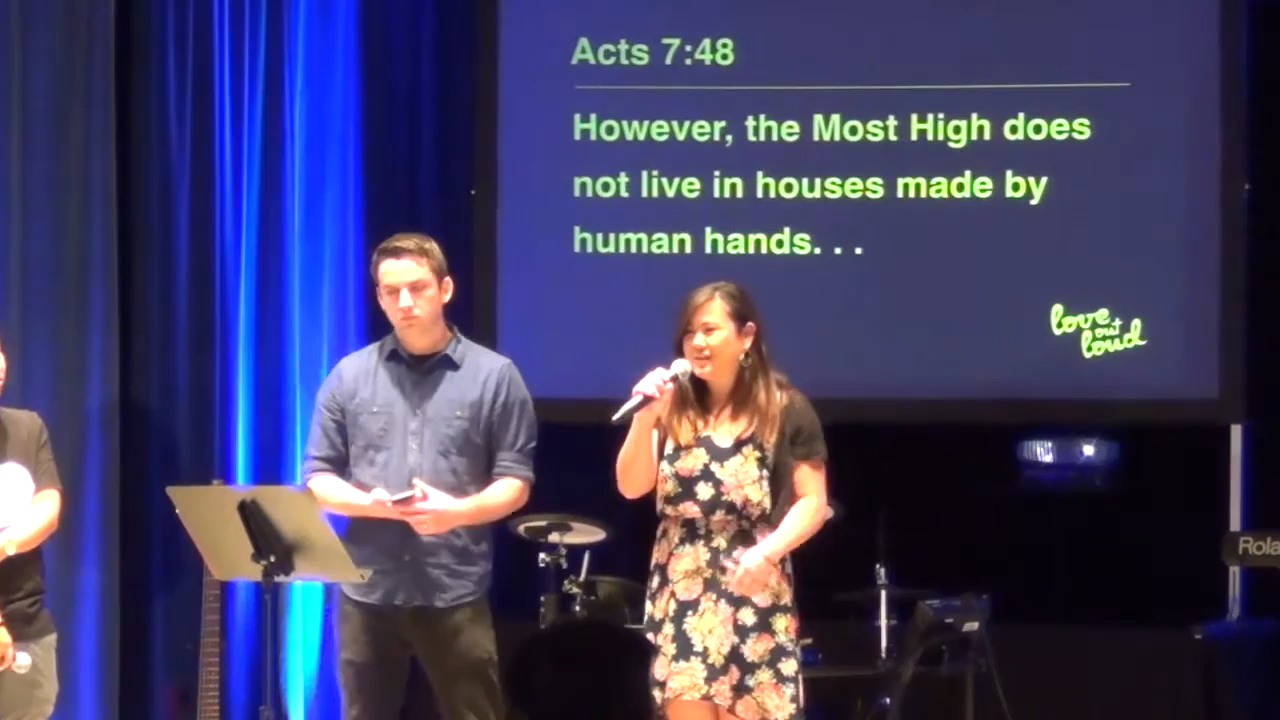 Acts 7:48
However, the Most High does
not live in houses made by
human hands. . .
love
out
loud
Rola